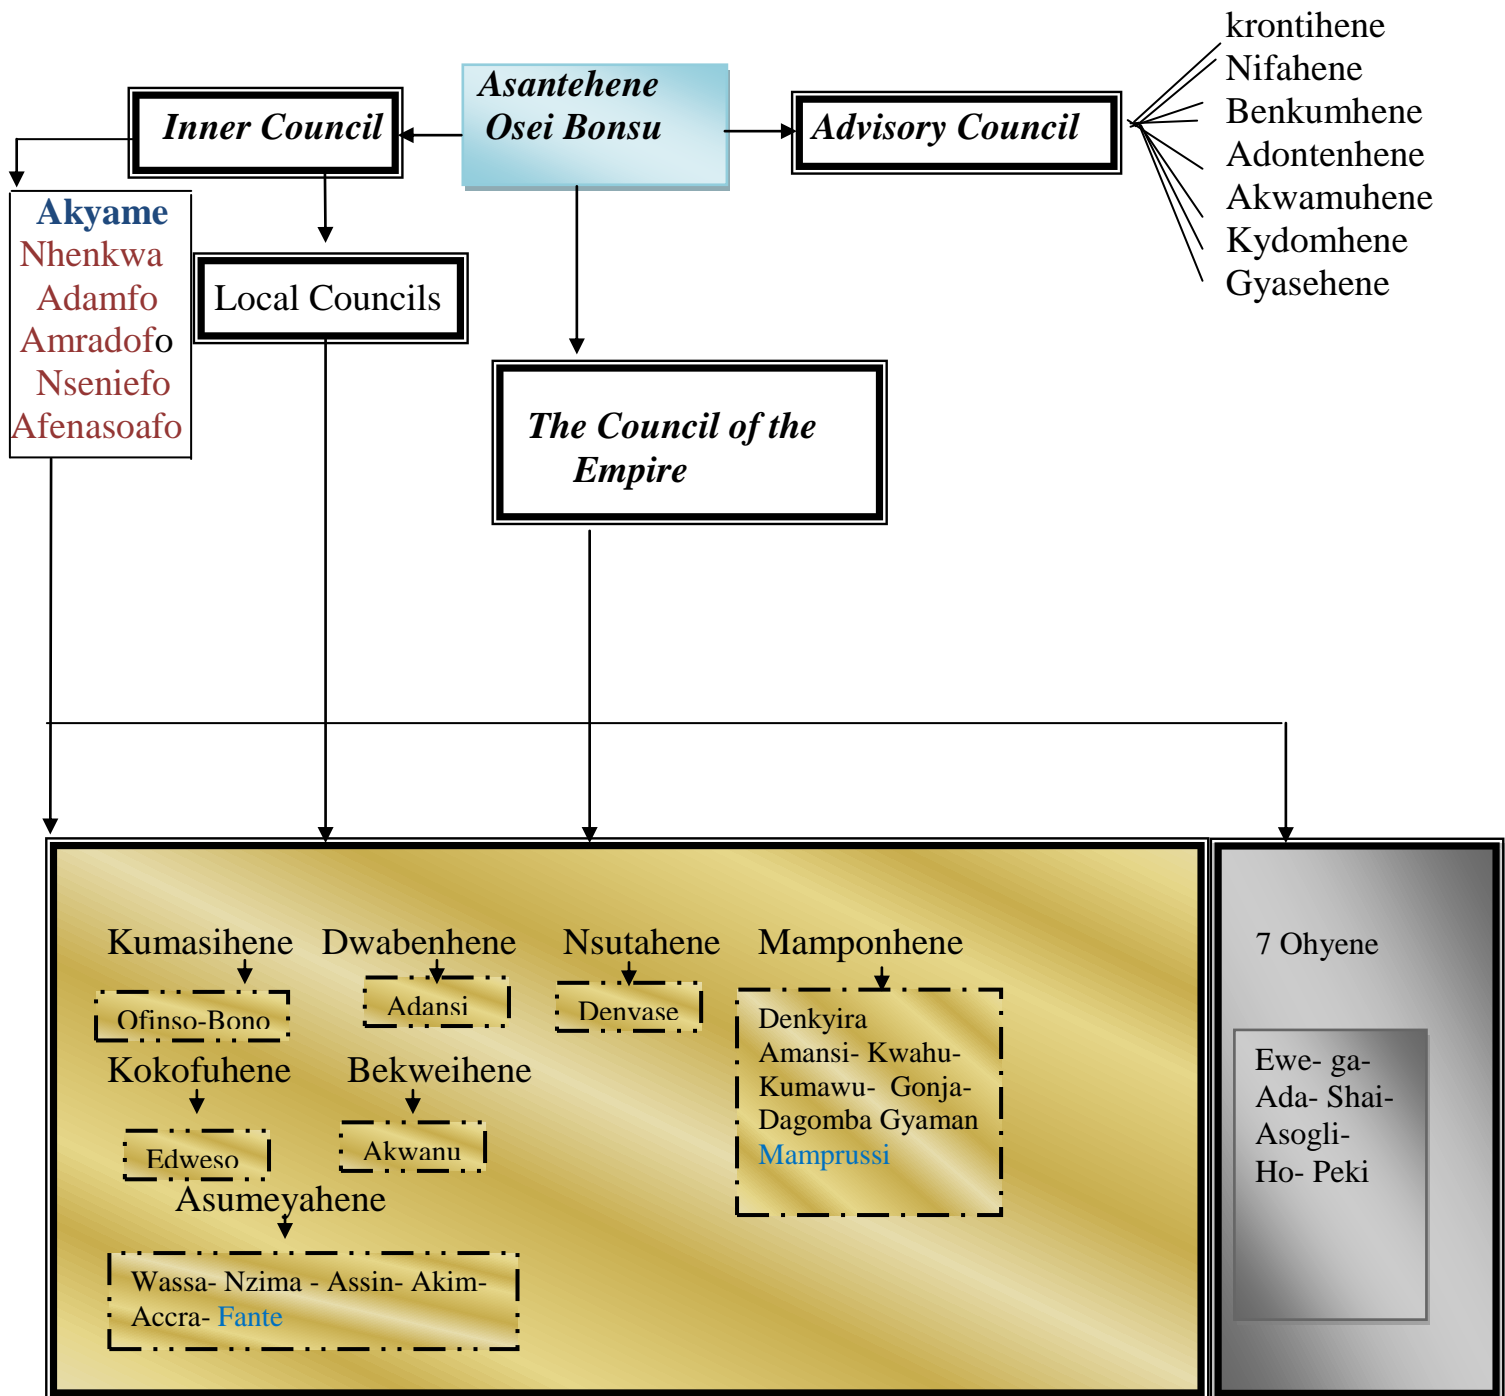 Asantehene
Osei Bonsu
Inner Council
Advisory Council
krontihene
Nifahene
Benkumhene
Adontenhene
Akwamuhene
Kydomhene
Gyasehene
Akyame
Nhenkwa
Adamfo
Amradofo
Nseniefo
Afenasoafo
Local Councils
The Council of the
Empire
Kumasihene
Ofinso-Bono
Dwabenhene
Adansi
Nsutahene
Denvase
Mamponhene
Denkyira
Amansi- Kwahu-
Kumawu- Gonja-
Dagomba Gyaman
Mamprussi
Kokofuhene
Edweso
Bekweihene
Akwanu
Asumeyahene
Wassa- Nzima - Assin- Akim-
Accra- Fante
7 Ohyene
Ewe- ga-
Ada- Shai-
Asogli-
Ho- Peki